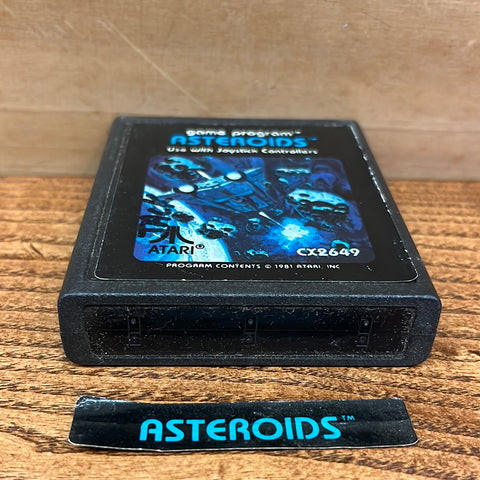 game program™
ASTEROIDS™
Use with Joystick Controllers
ATARI®
CX2649
PROGRAM CONTENTS © 1981 ATARI, INC
ASTEROIDS™